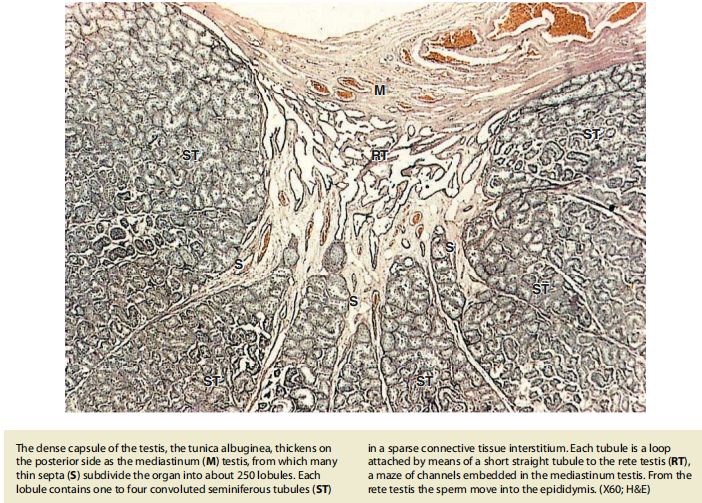 M
ST
RT
ST
S
S
ST
S
ST
ST
The dense capsule of the testis, the tunica albuginea, thickens on
the posterior side as the mediastinum (M) testis, from which many
thin septa (S) subdivide the organ into about 250 lobules. Each
lobule contains one to four convoluted seminiferous tubules (ST)
in a sparse connective tissue interstitium. Each tubule is a loop
attached by means of a short straight tubule to the rete testis (RT),
a maze of channels embedded in the mediastinum testis. From the
rete testis the sperm move into the epididymis. (X60; H&E)